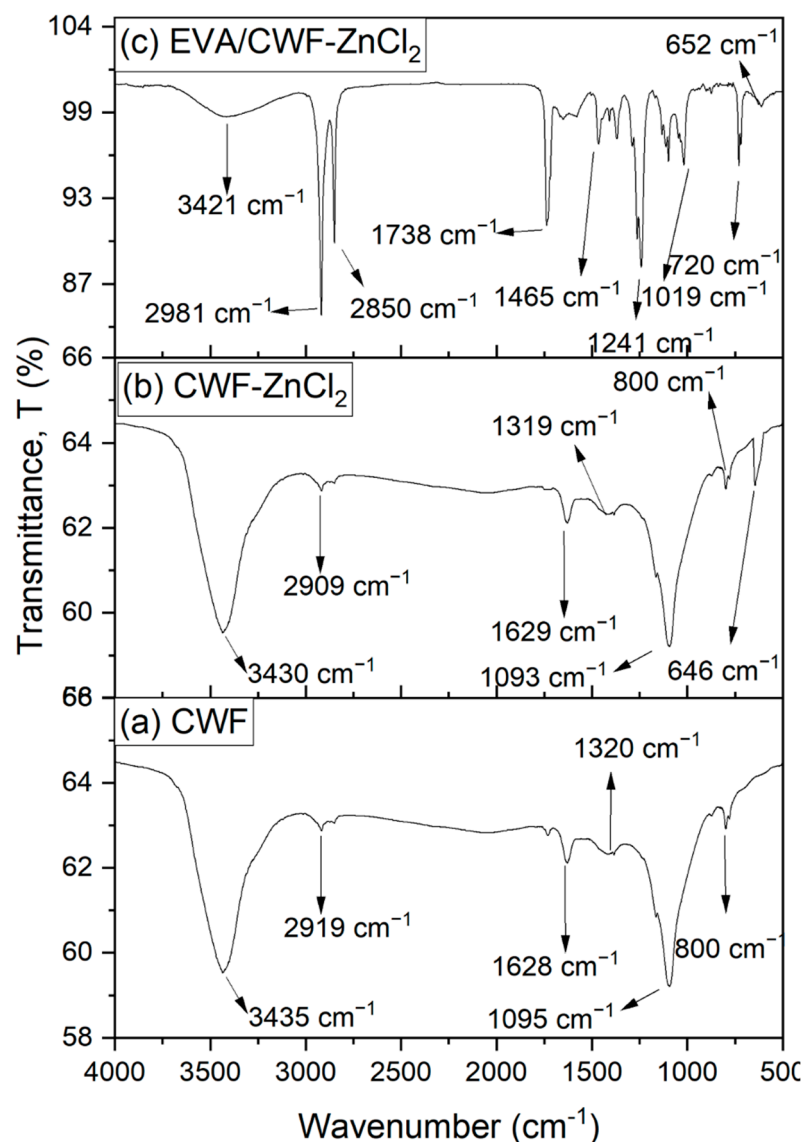 104
(c) EVA/CWF-ZnCl₂
652 cm⁻¹
99
3421 cm⁻¹
93
1738 cm⁻¹
720 cm⁻¹
87
2981 cm⁻¹
2850 cm⁻¹
1465 cm⁻¹
1019 cm⁻¹
1241 cm⁻¹
66
(b) CWF-ZnCl₂
800 cm⁻¹
64
1319 cm⁻¹
62
2909 cm⁻¹
1629 cm⁻¹
60
3430 cm⁻¹
1093 cm⁻¹
646 cm⁻¹
Transmittance, T (%)
(a) CWF
1320 cm⁻¹
64
62
2919 cm⁻¹
1628 cm⁻¹
800 cm⁻¹
60
3435 cm⁻¹
1095 cm⁻¹
58
4000 3500 3000 2500 2000 1500 1000 500
Wavenumber (cm⁻¹)